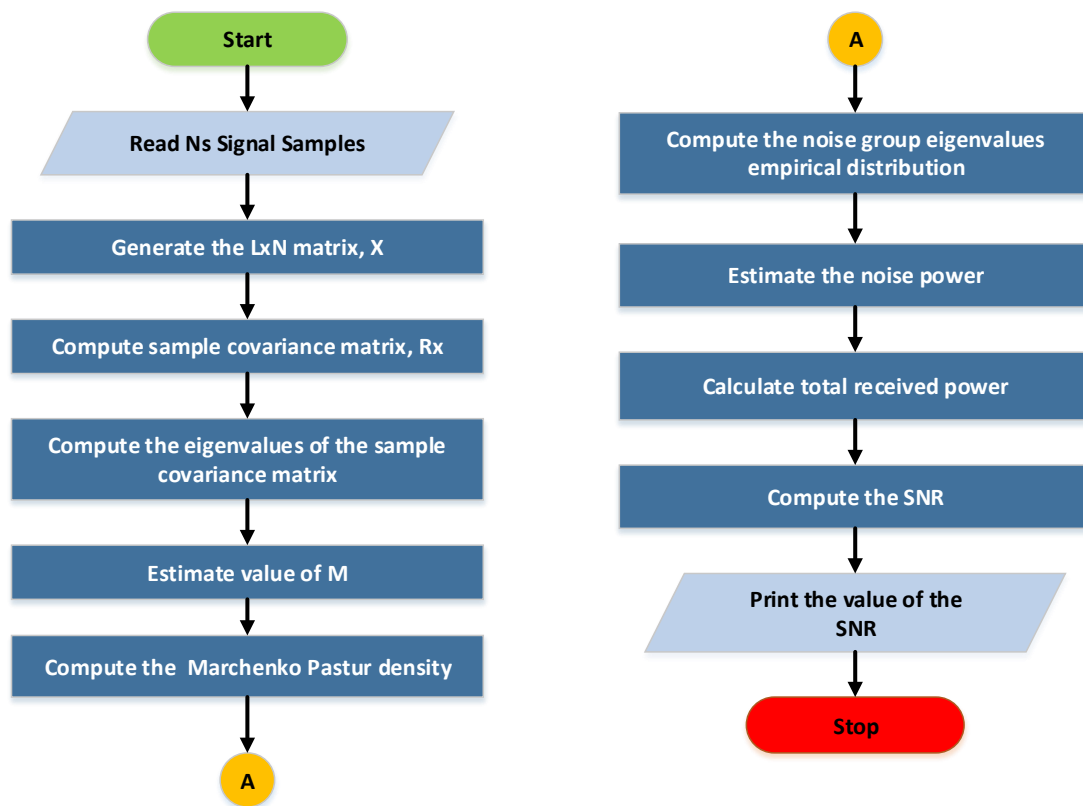 Start
Read Ns Signal Samples
Generate the LxN matrix, X
Compute sample covariance matrix, Rx
Compute the eigenvalues of the sample
covariance matrix
Estimate value of M
Compute the Marchenko Pastur density
A
A
Compute the noise group eigenvalues
empirical distribution
Estimate the noise power
Calculate total received power
Compute the SNR
Print the value of the
SNR
Stop